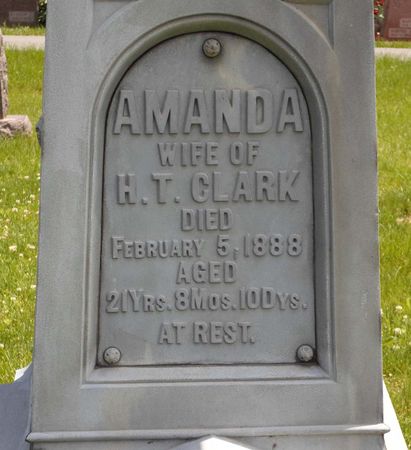 AMANDA
WIFE OF
H.T. CLARK
DIED
FEBRUARY 5, 1888
AGED
21YRS. 8MOS. 10DYS.
AT REST.